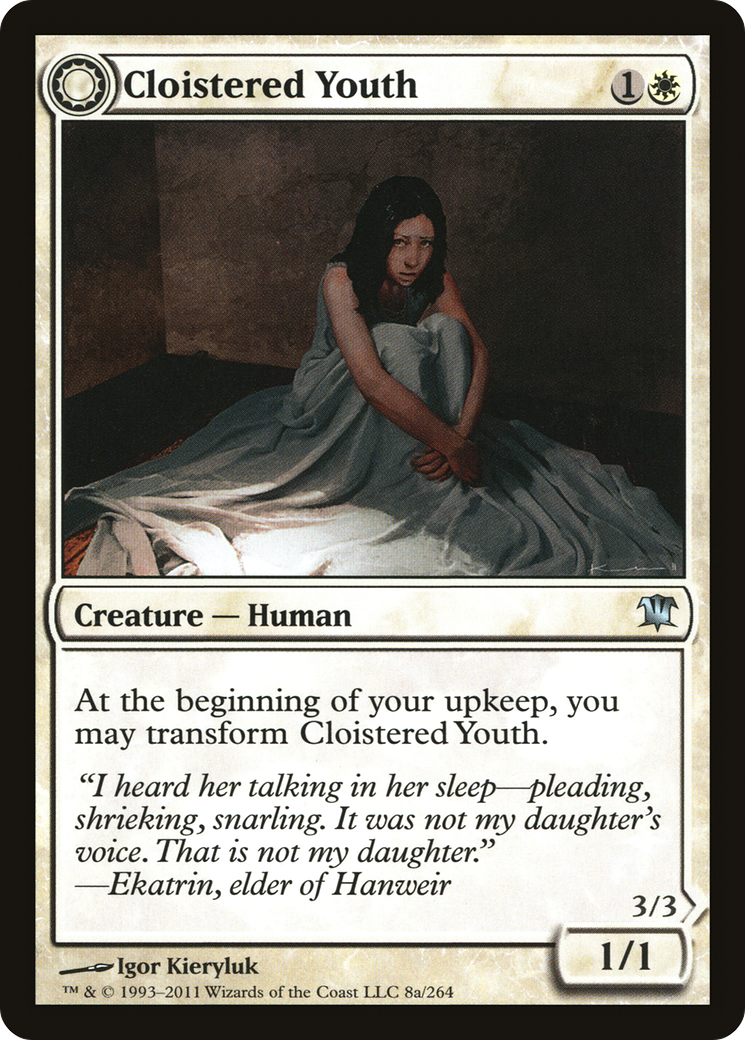 Cloistered Youth 1
Creature — Human
At the beginning of your upkeep, you
may transform Cloistered Youth.
“I heard her talking in her sleep—pleading,
shrieking, snarling. It was not my daughter’s
voice. That is not my daughter.”
—Ekatrin, elder of Hanweir
3/3
1/1
Igor Kieryluk
™ & © 1993–2011 Wizards of the Coast LLC 8a/264